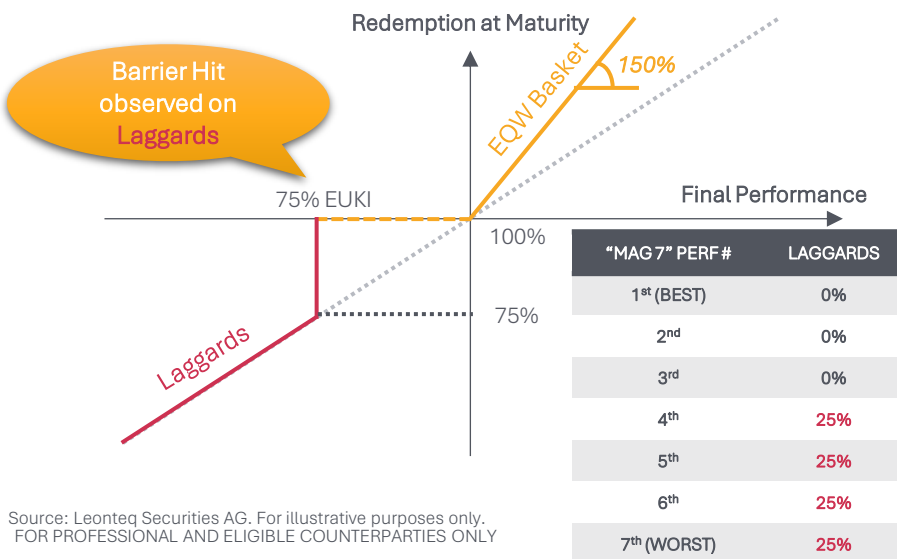 Redemption at Maturity
Barrier Hit
observed on
Laggards
EQW Basket
150%
75% EUKI
Final Performance
100%
75%
Laggards
“MAG 7” PERF # LAGGARDS
1st (BEST) 0%
2nd 0%
3rd 0%
4th 25%
5th 25%
6th 25%
7th (WORST) 25%
Source: Leonteq Securities AG. For illustrative purposes only.
FOR PROFESSIONAL AND ELIGIBLE COUNTERPARTIES ONLY